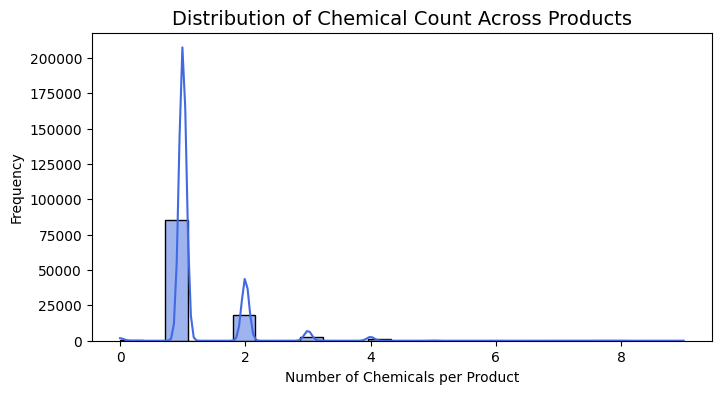 Distribution of Chemical Count Across Products
Frequency
200000
175000
150000
125000
100000
75000
50000
25000
0
0 2 4 6 8
Number of Chemicals per Product